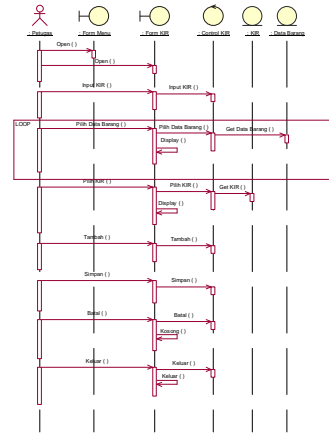 : Petugas
: Form Menu
: Form KIR
: Control KIR
: KIR
: Data Barang
Open ( )
Open ( )
Input KIR ( )
Input KIR ( )
LOOP
Pilih Data Barang ( )
Pilih Data Barang ( )
Get Data Barang ( )
Display ( )
Pilih KIR ( )
Pilih KIR ( )
Get KIR ( )
Display ( )
Tambah ( )
Tambah ( )
Simpan ( )
Simpan ( )
Batal ( )
Batal ( )
Kosong ( )
Keluar ( )
Keluar ( )
Keluar ( )